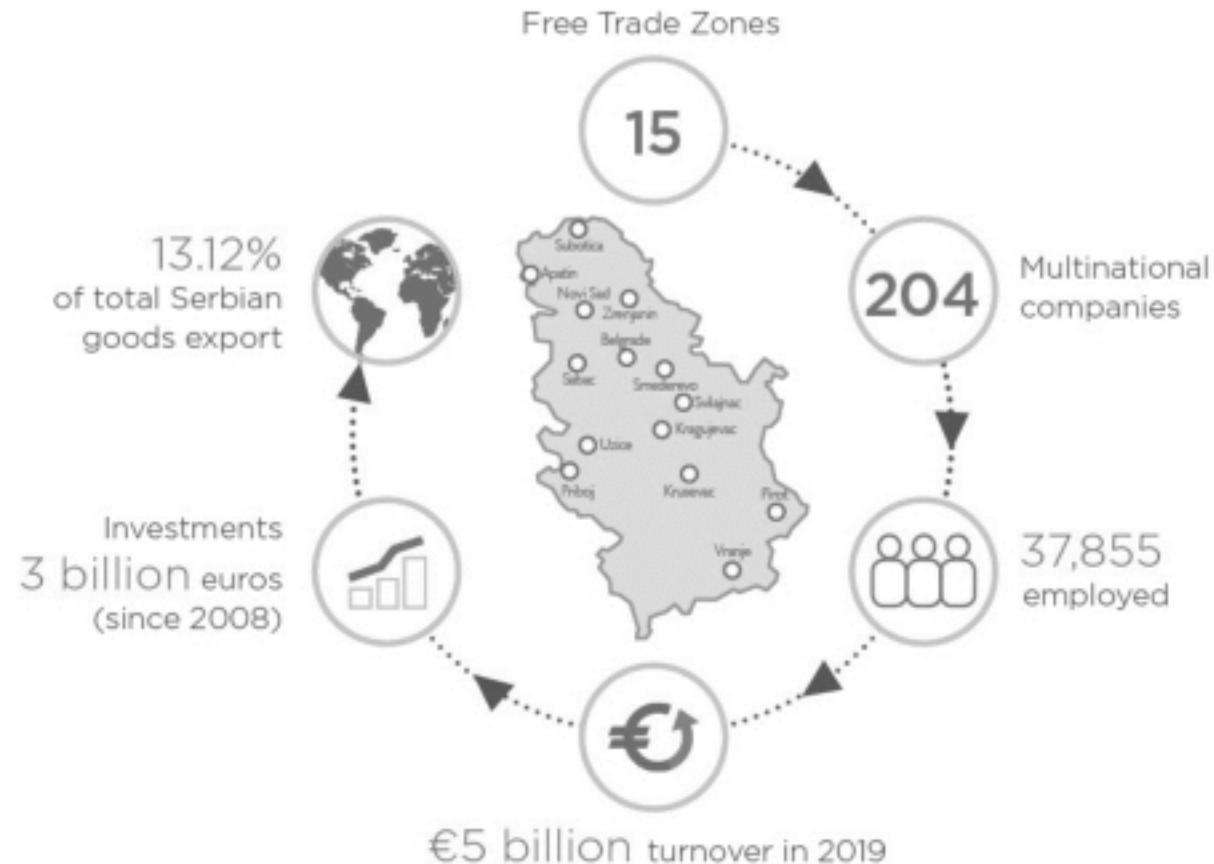 Free Trade Zones
15
204
Multinational
companies
37,855
employed
€5 billion turnover in 2019
Investments
3 billion euros
(since 2008)
13.12%
of total Serbian
goods export
Subotica
Apatin
Novi Sad
Zrenjanin
Belgrade
Sabac
Smederevo
Svilajnac
Kragujevac
Uzice
Priboj
Krusevac
Pirot
Vranje